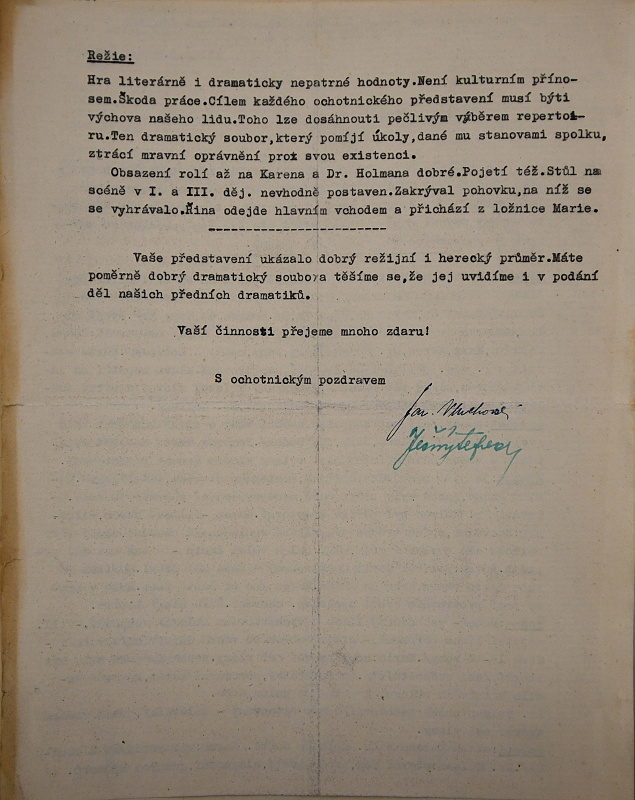 Režie:
Hra literárně i dramaticky nepatrné hodnoty.Není kulturním příno-
sem.Škoda práce.Cílem každého ochotnického představení musí býti
výchova našeho lidu.Toho lze dosáhnouti pečlivým výběrem repertoi-
ru.Ten dramatický soubor,který pomíjí úkoly,dané mu stanovami spolku,
ztrácí mravní oprávnění pro svou existenci.
Obsazení rolí až na Karena a Dr. Holmana dobré.Pojetí též.Stůl na
scéně v I. a III. děj. nevhodně postaven.Zakrýval pohovku,na níž se
se vyhrávalo.Řina odejde hlavním vchodem a přichází z ložnice Marie.
-------------------------
Vaše představení ukázalo dobrý režijní i herecký průměr.Máte
poměrně dobrý dramatický soubor a těšíme se,že jej uvidíme i v podání
děl našich předních dramatiků.
Vaší činnosti přejeme mnoho zdaru!
S ochotnickým pozdravem
Jar.